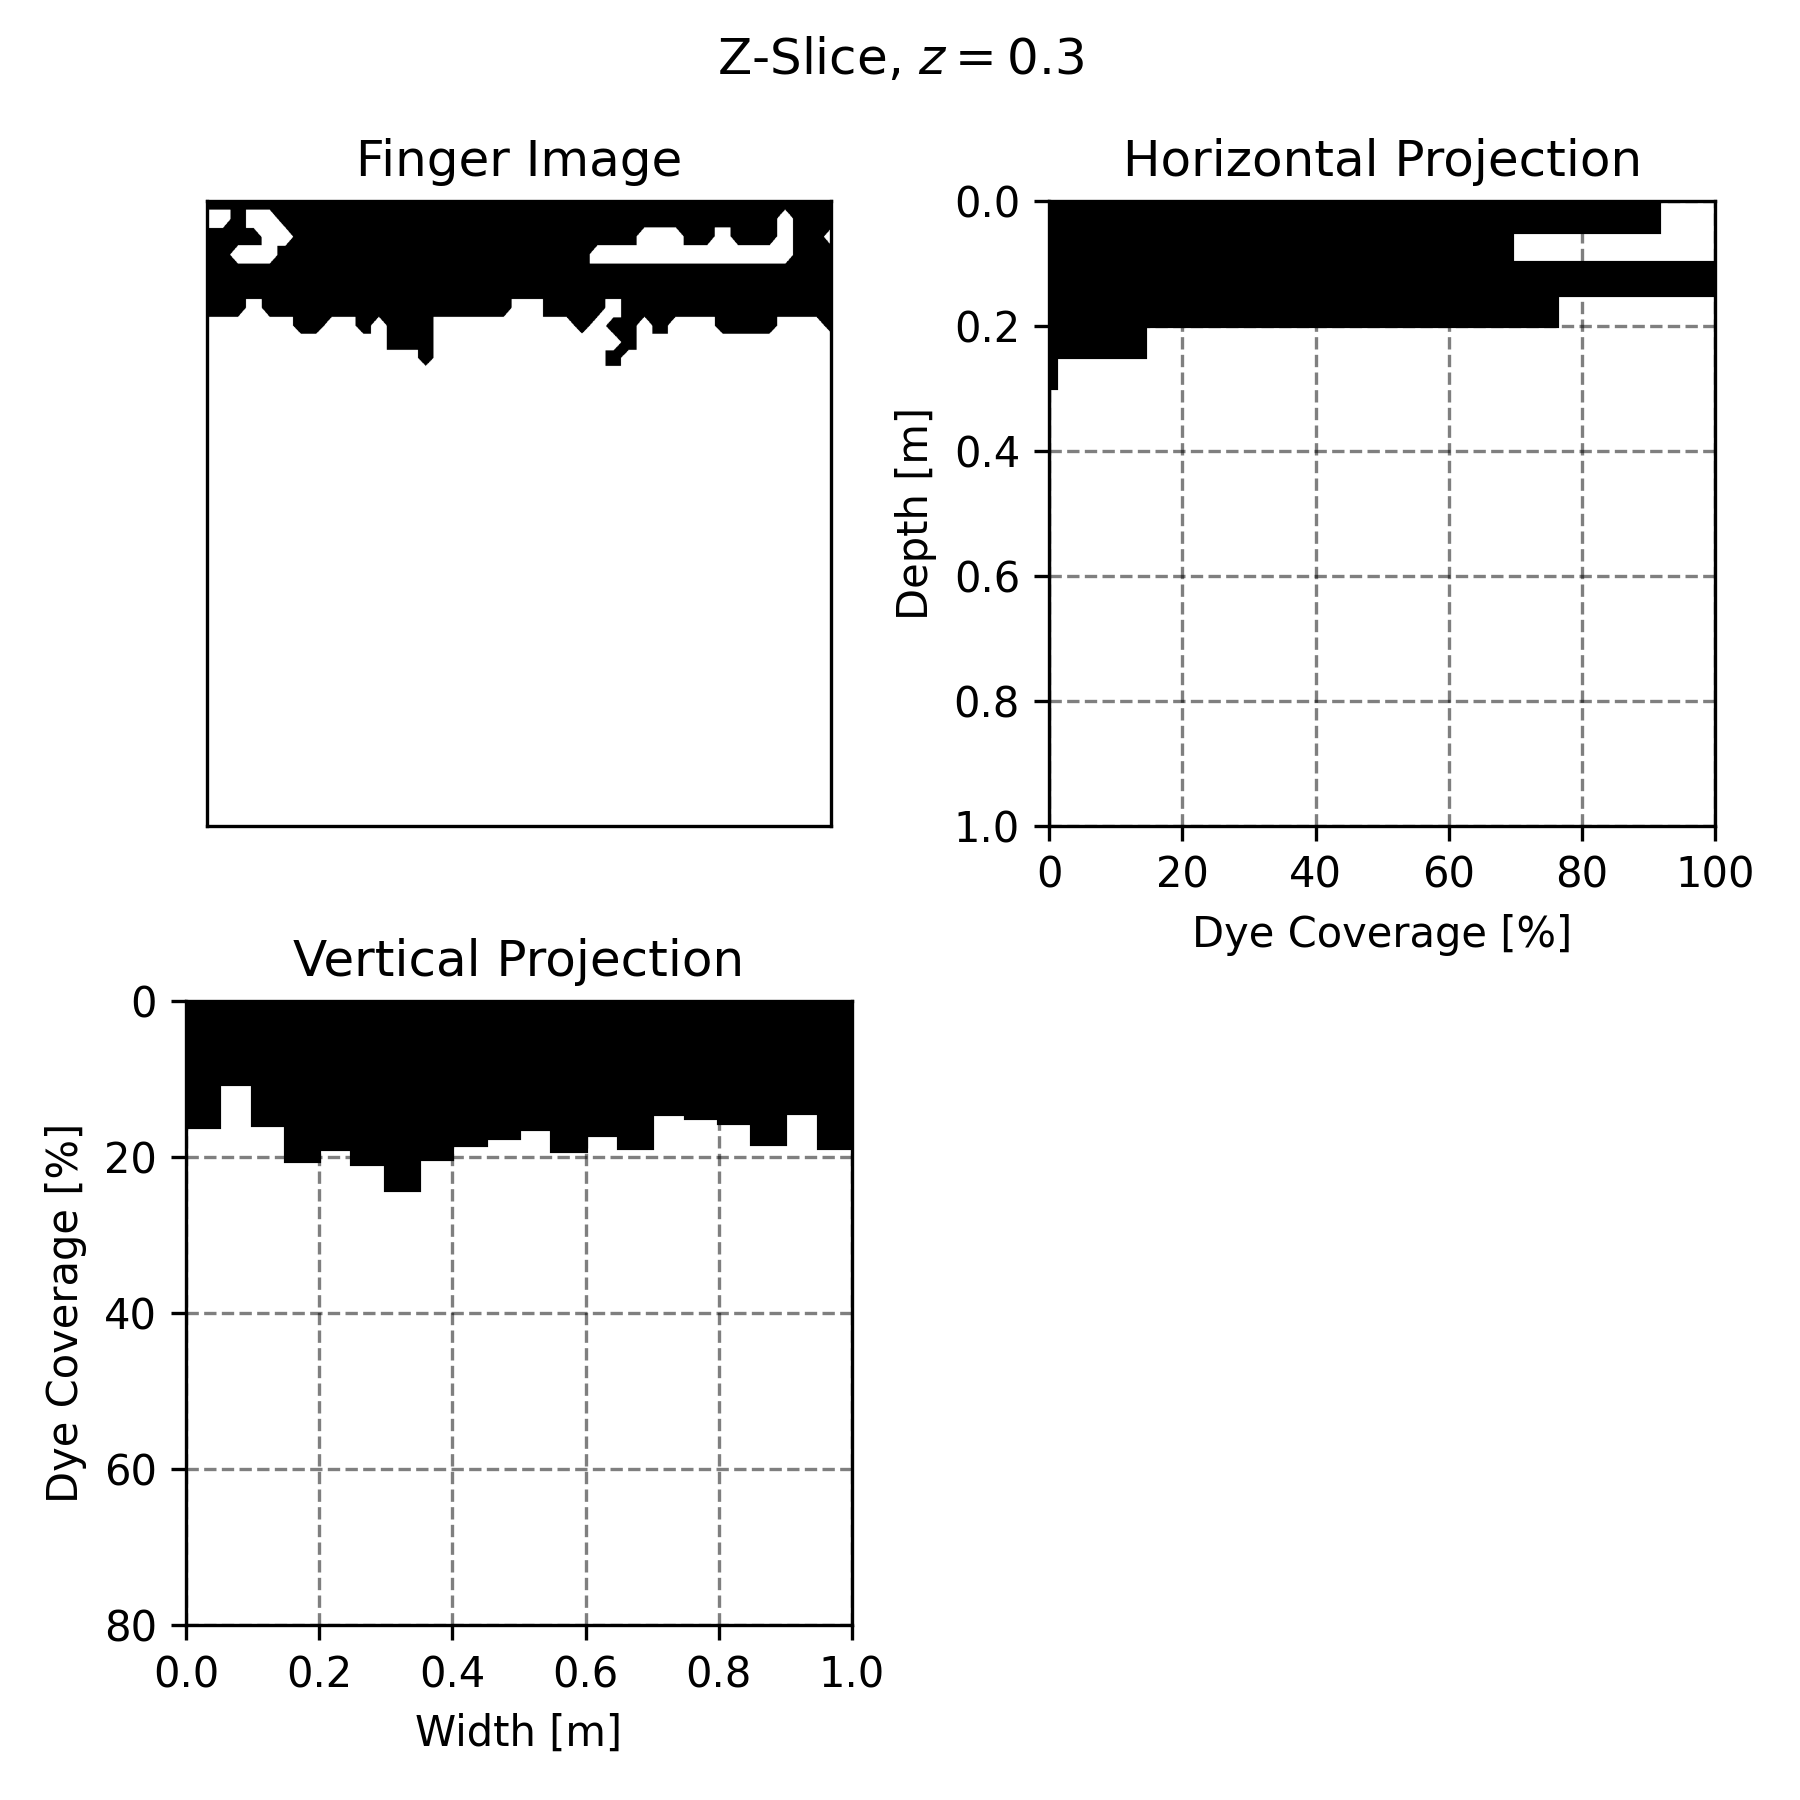 Z-Slice, z = 0.3
Finger Image
Horizontal Projection
0.0
0.2
0.4
0.6
0.8
1.0
Depth [m]
0 20 40 60 80 100
Dye Coverage [%]
Vertical Projection
0
20
40
60
80
Dye Coverage [%]
0.0 0.2 0.4 0.6 0.8 1.0
Width [m]